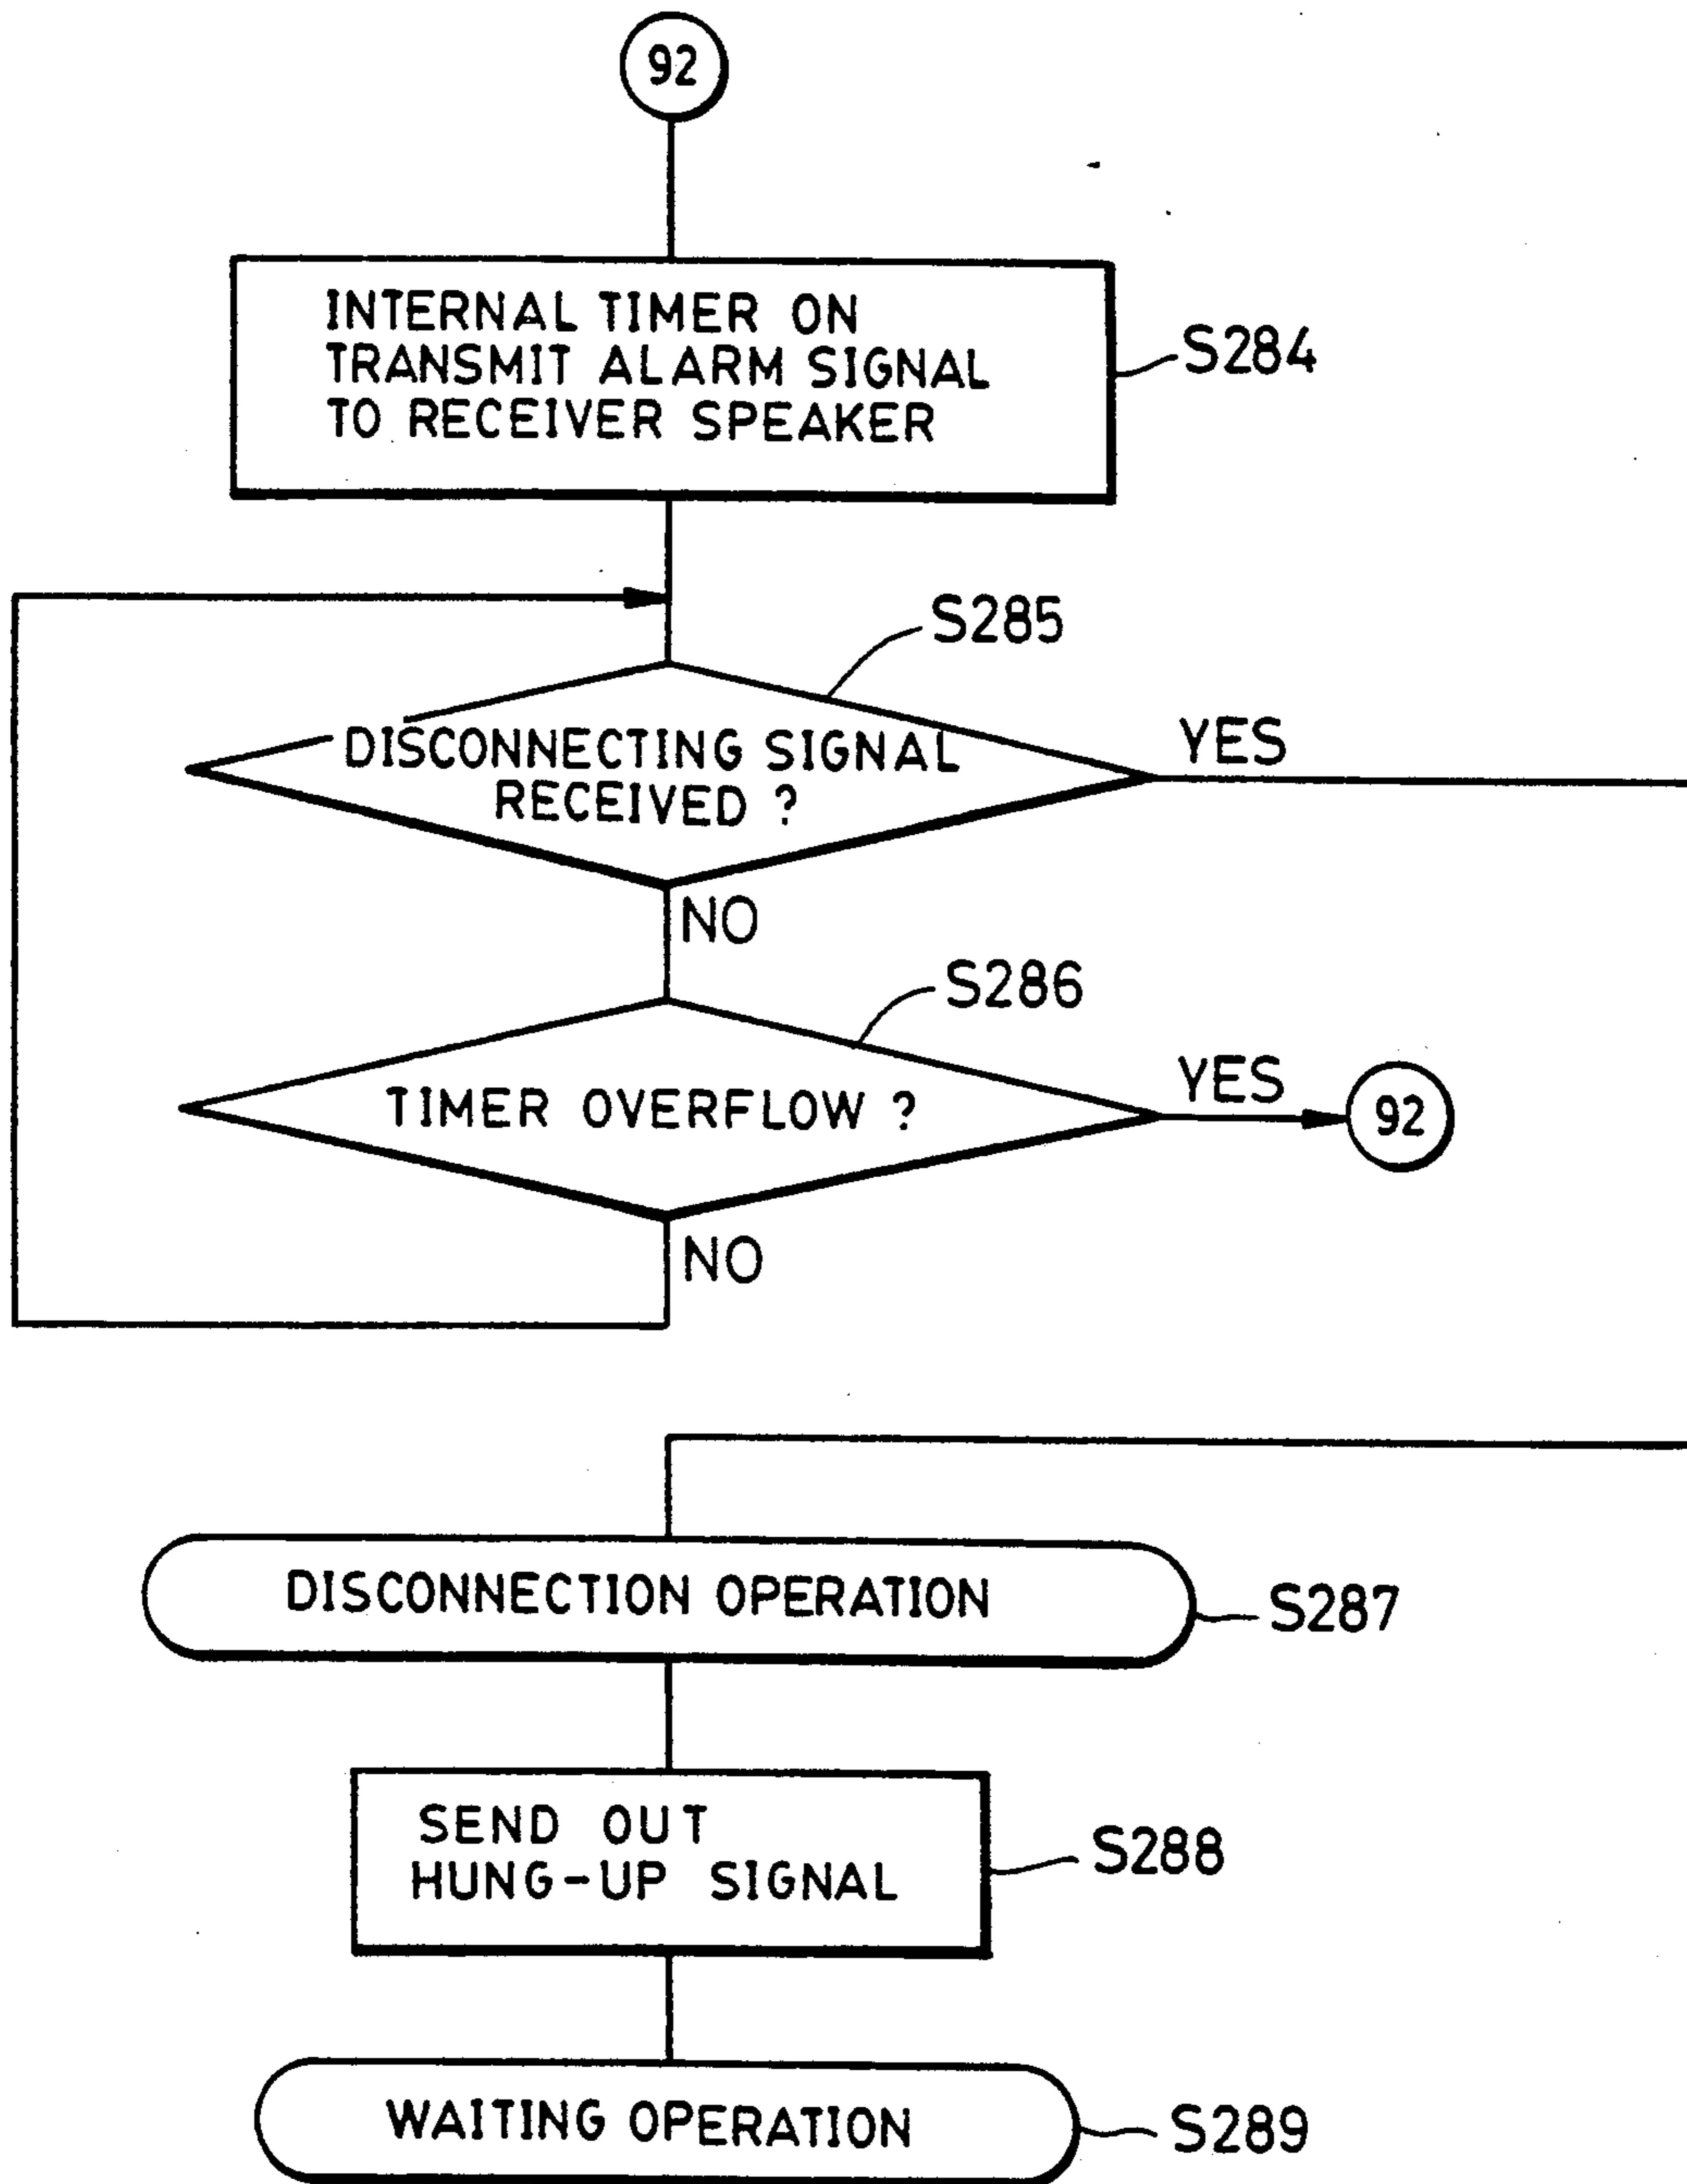 92
INTERNAL TIMER ON
TRANSMIT ALARM SIGNAL
TO RECEIVER SPEAKER
S284
S285
DISCONNECTING SIGNAL
RECEIVED ?
YES
NO
S286
TIMER OVERFLOW ?
YES
92
NO
DISCONNECTION OPERATION
S287
SEND OUT
HUNG-UP SIGNAL
S288
WAITING OPERATION
S289